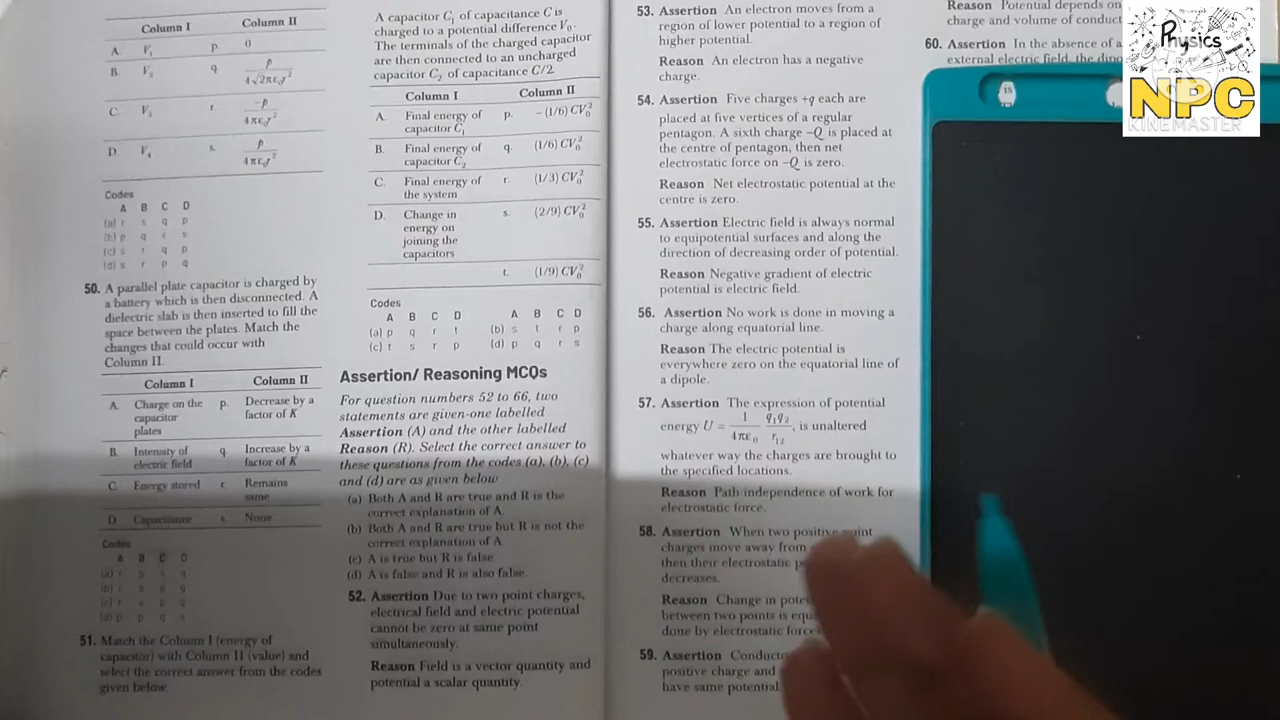 Column I Column II
A. V₁ p. 0
B. V₂ q. p / 4√2πε₀r²
C. V₃ r. -p / 4πε₀r²
D. V₄ s. p / 4πε₀r²
Codes
A B C D
(a) r s q p
(b) p q r s
(c) s r q p
(d) s r p q
50. A parallel plate capacitor is charged by
a battery which is then disconnected. A
dielectric slab is then inserted to fill the
space between the plates. Match the
changes that could occur with
Column II.
Column I Column II
A. Charge on the p. Decrease by a
capacitor factor of K
plates
B. Intensity of q. Increase by a
electric field factor of K
C. Energy stored r. Remains
same
D. Capacitance s. None
Codes
A B C D
51. Match the Column I (energy of
capacitor) with Column II (value) and
select the correct answer from the codes
given below.
A capacitor C₁ of capacitance C is
charged to a potential difference V₀.
The terminals of the charged capacitor
are then connected to an uncharged
capacitor C₂ of capacitance C/2.
Column I Column II
A. Final energy of p. -(1/6) CV₀²
capacitor C₁
B. Final energy of q. (1/6) CV₀²
capacitor C₂
C. Final energy of r. (1/3) CV₀²
the system
D. Change in s. (2/9) CV₀²
energy on
joining the
capacitors
t. (1/9) CV₀²
Codes
A B C D A B C D
(a) p q r t (b) s t r p
(c) r s r p (d) p q r s
Assertion/ Reasoning MCQs
For question numbers 52 to 66, two
statements are given-one labelled
Assertion (A) and the other labelled
Reason (R). Select the correct answer to
these questions from the codes (a), (b), (c)
and (d) are as given below
(a) Both A and R are true and R is the
correct explanation of A.
(b) Both A and R are true but R is not the
correct explanation of A.
(c) A is true but R is false.
(d) A is false and R is also false.
52. Assertion Due to two point charges,
electrical field and electric potential
cannot be zero at same point
simultaneously.
Reason Field is a vector quantity and
potential a scalar quantity.
53. Assertion An electron moves from a
region of lower potential to a region of
higher potential.
Reason An electron has a negative
charge.
54. Assertion Five charges +q each are
placed at five vertices of a regular
pentagon. A sixth charge -Q is placed at
the centre of pentagon, then net
electrostatic force on -Q is zero.
Reason Net electrostatic potential at the
centre is zero.
55. Assertion Electric field is always normal
to equipotential surfaces and along the
direction of decreasing order of potential.
Reason Negative gradient of electric
potential is electric field.
56. Assertion No work is done in moving a
charge along equatorial line.
Reason The electric potential is
everywhere zero on the equatorial line of
a dipole.
57. Assertion The expression of potential
energy U = 1/4πε₀ q₁q₂/r₁₂, is unaltered
whatever way the charges are brought to
the specified locations.
Reason Path independence of work for
electrostatic force.
58. Assertion When two positive point
charges move away from
then their electrostatic
decreases.
Reason Change in
between two points is
done by electrostatic
59. Assertion
positive charge and
have same potential.
Reason Potential depends on
charge and volume of
60. Assertion In the absence of a
external electric field, the
Physics
NPC
KINEMASTER